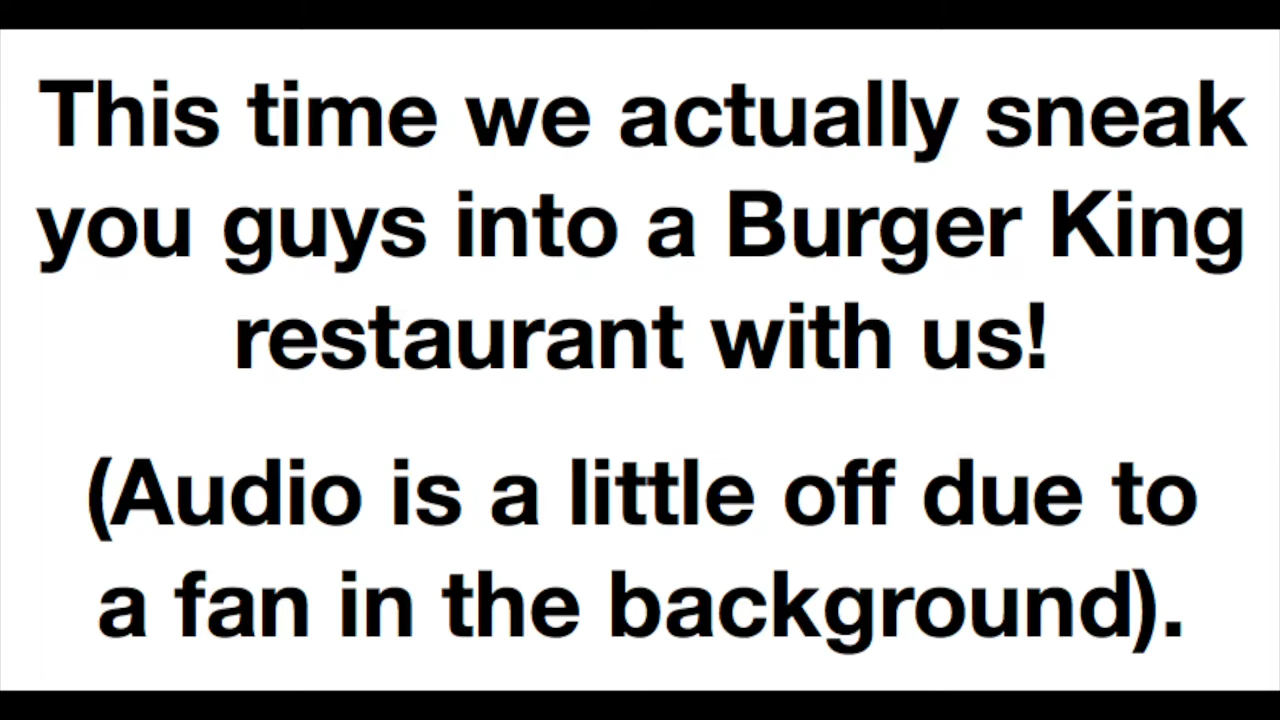 This time we actually sneak
you guys into a Burger King
restaurant with us!
(Audio is a little off due to
a fan in the background).